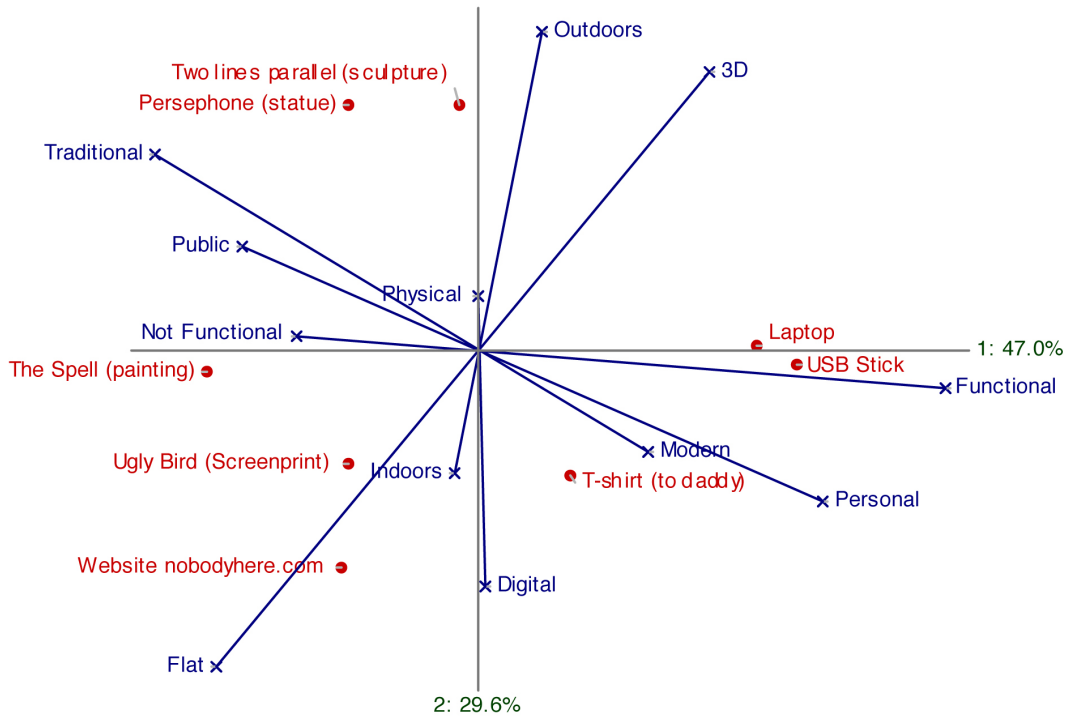 Outdoors
3D
Two lines parallel (sculpture)
Persephone (statue)
Traditional
Public
Physical
Not Functional
Laptop
1: 47.0%
The Spell (painting)
USB Stick
Functional
Modern
Ugly Bird (Screenprint)
Indoors
T-shirt (to daddy)
Personal
Website nobodyhere.com
Digital
Flat
2: 29.6%